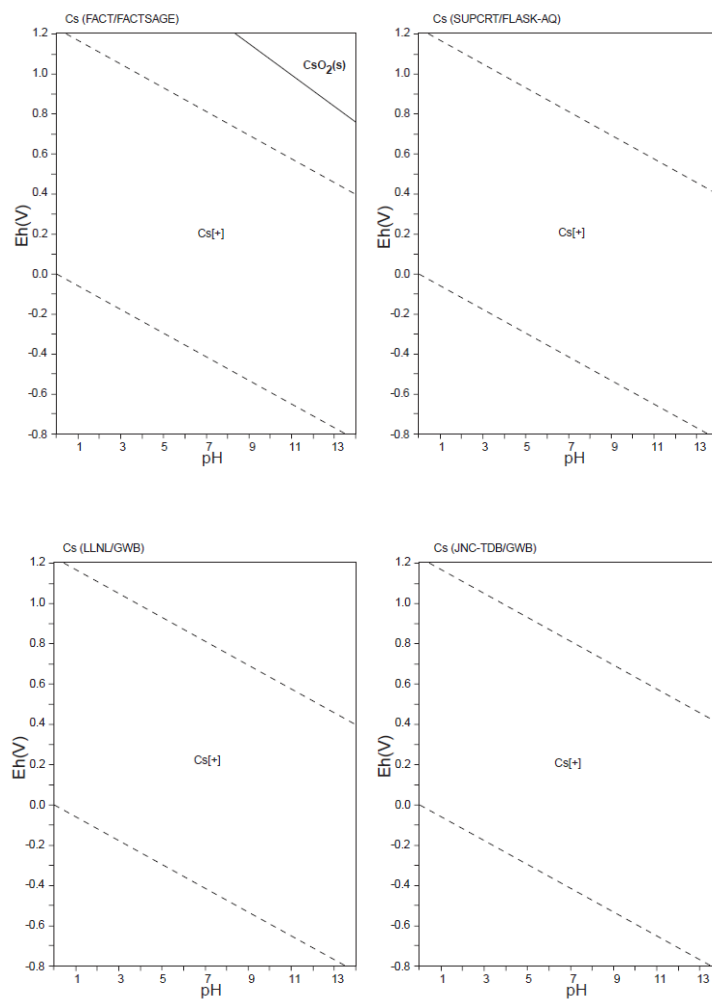 Cs (FACT/FACTSAGE)
1.2
1.0
0.8
0.6
0.4
0.2
0.0
-0.2
-0.4
-0.6
-0.8
Eh(V)
CsO₂(s)
Cs[+]
1 3 5 7 9 11 13
pH
Cs (SUPCRT/FLASK-AQ)
1.2
1.0
0.8
0.6
0.4
0.2
0.0
-0.2
-0.4
-0.6
-0.8
Eh(V)
Cs[+]
1 3 5 7 9 11 13
pH
Cs (LLNL/GWB)
1.2
1.0
0.8
0.6
0.4
0.2
0.0
-0.2
-0.4
-0.6
-0.8
Eh(V)
Cs[+]
1 3 5 7 9 11 13
pH
Cs (JNC-TDB/GWB)
1.2
1.0
0.8
0.6
0.4
0.2
0.0
-0.2
-0.4
-0.6
-0.8
Eh(V)
Cs[+]
1 3 5 7 9 11 13
pH